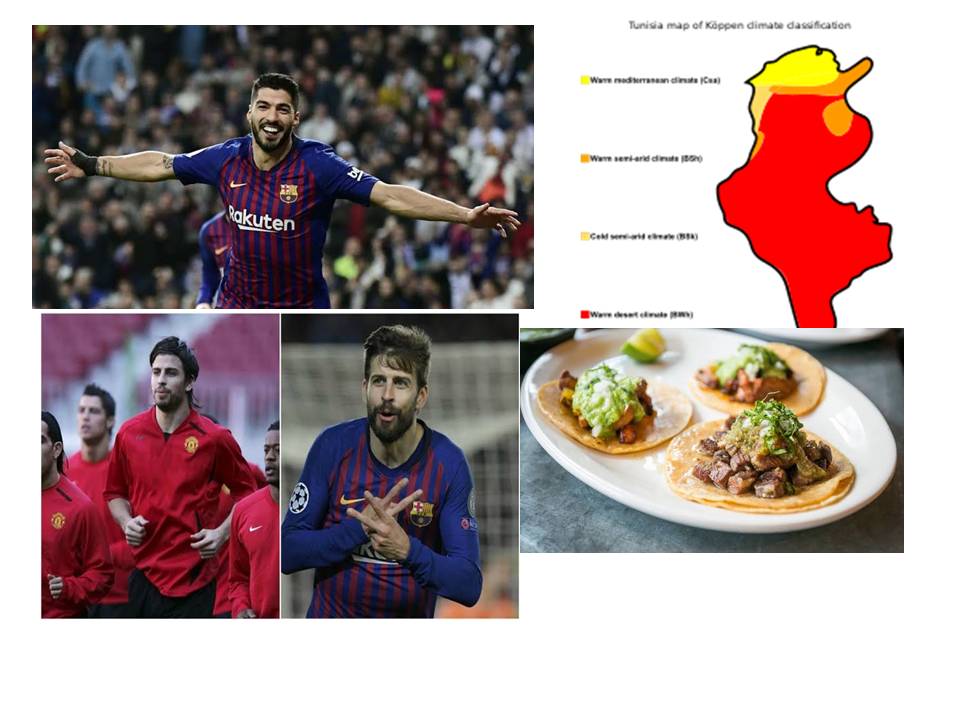 Tunisia map of Köppen climate classification
Warm mediterranean climate (Csa)
Warm semi-arid climate (BSh)
Cold semi-arid climate (BSk)
Warm desert climate (BWh)
Rakuten